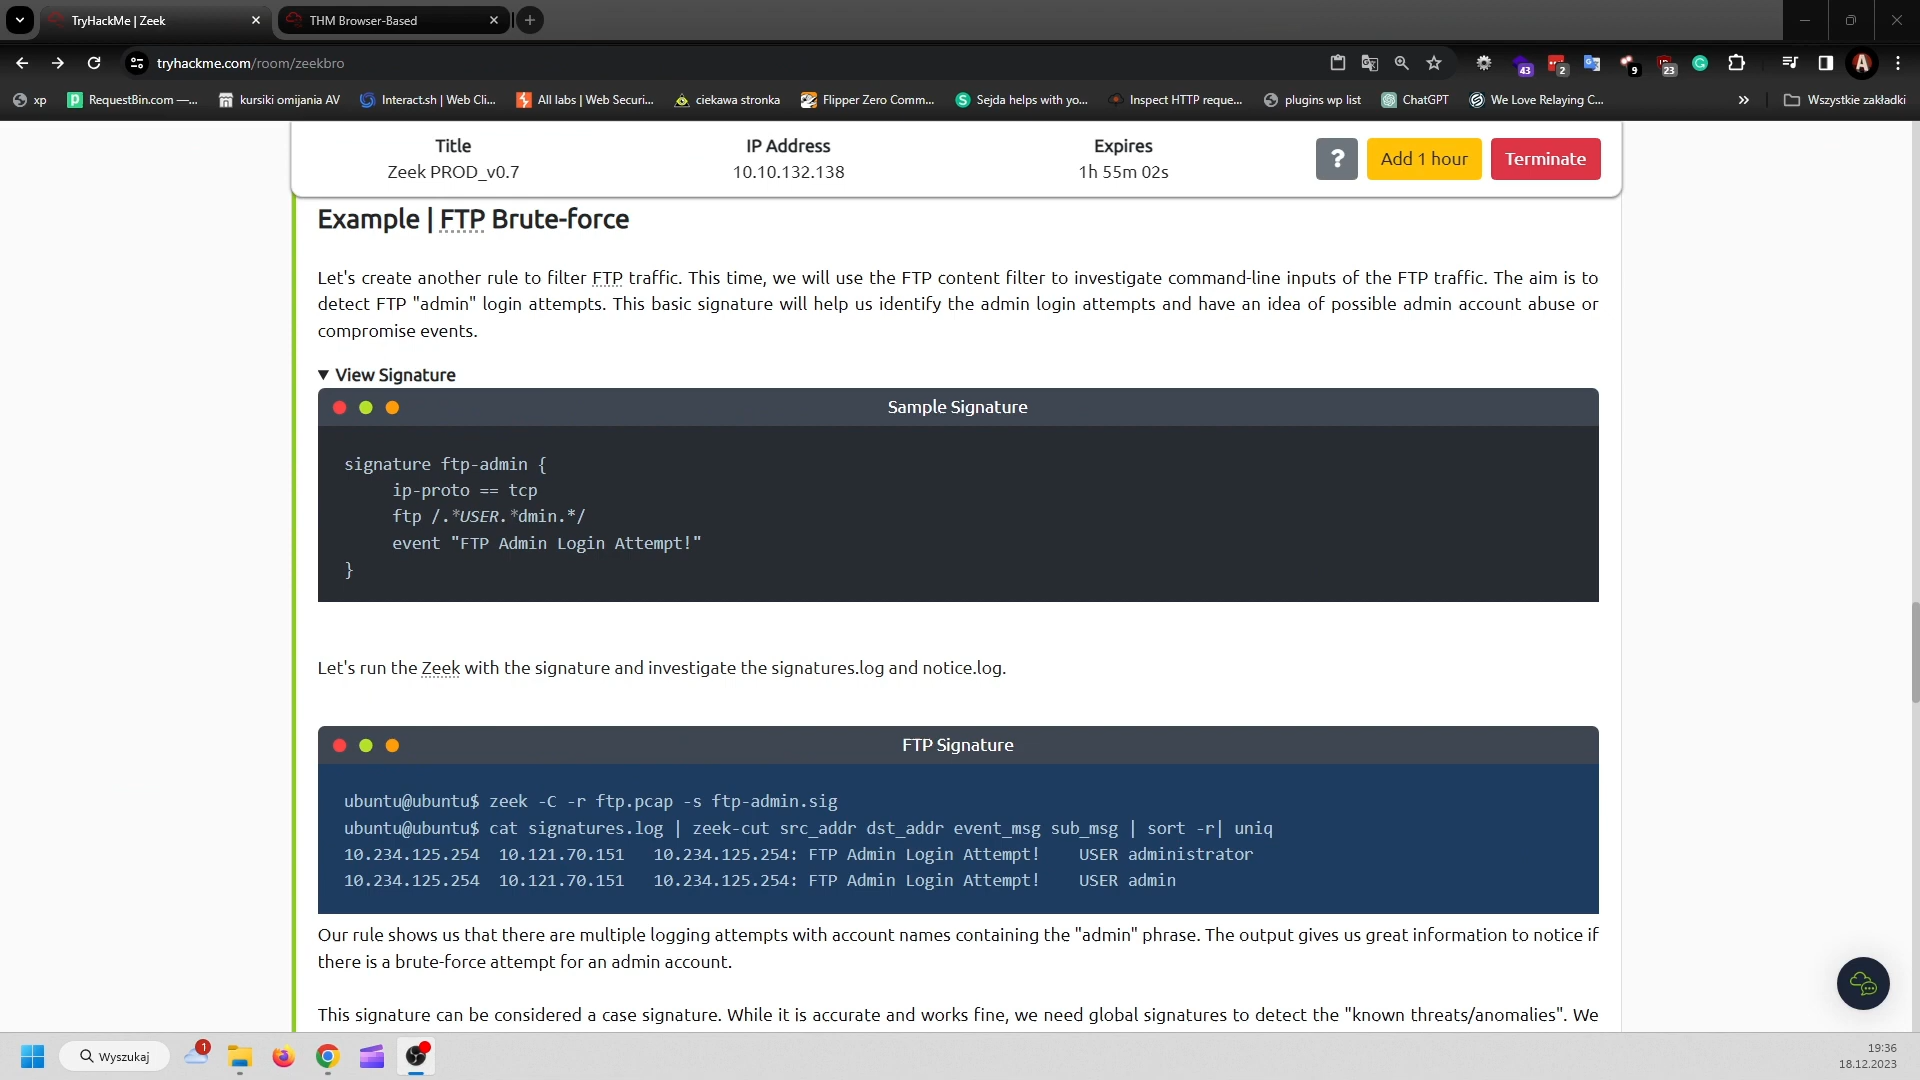 TryHackMe | Zeek
THM Browser-Based
tryhackme.com/room/zeekbro
43
2
9
23
A
xp
RequestBin.com —...
kursiki omijania AV
Interact.sh | Web Cli...
All labs | Web Securi...
ciekawa stronka
Flipper Zero Comm...
Sejda helps with yo...
Inspect HTTP reque...
plugins wp list
ChatGPT
We Love Relaying C...
»
Wszystkie zakładki
Title
Zeek PROD_v0.7
IP Address
10.10.132.138
Expires
1h 55m 02s
?
Add 1 hour
Terminate
Example | FTP Brute-force
Let's create another rule to filter FTP traffic. This time, we will use the FTP content filter to investigate command-line inputs of the FTP traffic. The aim is to
detect FTP "admin" login attempts. This basic signature will help us identify the admin login attempts and have an idea of possible admin account abuse or
compromise events.
▼ View Signature
Sample Signature
signature ftp-admin {
ip-proto == tcp
ftp /.*USER.*dmin.*/
event "FTP Admin Login Attempt!"
}
Let's run the Zeek with the signature and investigate the signatures.log and notice.log.
FTP Signature
ubuntu@ubuntu$ zeek -C -r ftp.pcap -s ftp-admin.sig
ubuntu@ubuntu$ cat signatures.log | zeek-cut src_addr dst_addr event_msg sub_msg | sort -r| uniq
10.234.125.254 10.121.70.151 10.234.125.254: FTP Admin Login Attempt! USER administrator
10.234.125.254 10.121.70.151 10.234.125.254: FTP Admin Login Attempt! USER admin
Our rule shows us that there are multiple logging attempts with account names containing the "admin" phrase. The output gives us great information to notice if
there is a brute-force attempt for an admin account.
This signature can be considered a case signature. While it is accurate and works fine, we need global signatures to detect the "known threats/anomalies". We
Wyszukaj
1
19:36
18.12.2023